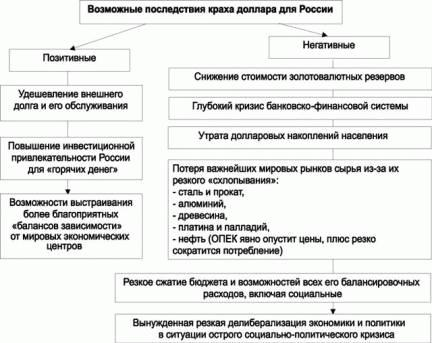 Возможные последствия краха доллара для России
Позитивные
Удешевление внешнего
долга и его обслуживания
Повышение инвестиционной
привлекательности России
для «горячих денег»
Возможности выстраивания
более благоприятных
«балансов зависимости»
от мировых экономических
центров
Негативные
Снижение стоимости золотовалютных резервов
Глубокий кризис банковско-финансовой системы
Утрата долларовых накоплений населения
Потеря важнейших мировых рынков сырья из-за их
резкого «схлопывания»:
- сталь и прокат,
- алюминий,
- древесина,
- платина и палладий,
- нефть (ОПЕК явно опустит цены, плюс резко
сократится потребление)
Резкое сжатие бюджета и возможностей всех его балансировочных
расходов, включая социальные
Вынужденная резкая делиберализация экономики и политики
в ситуации острого социально-политического кризиса